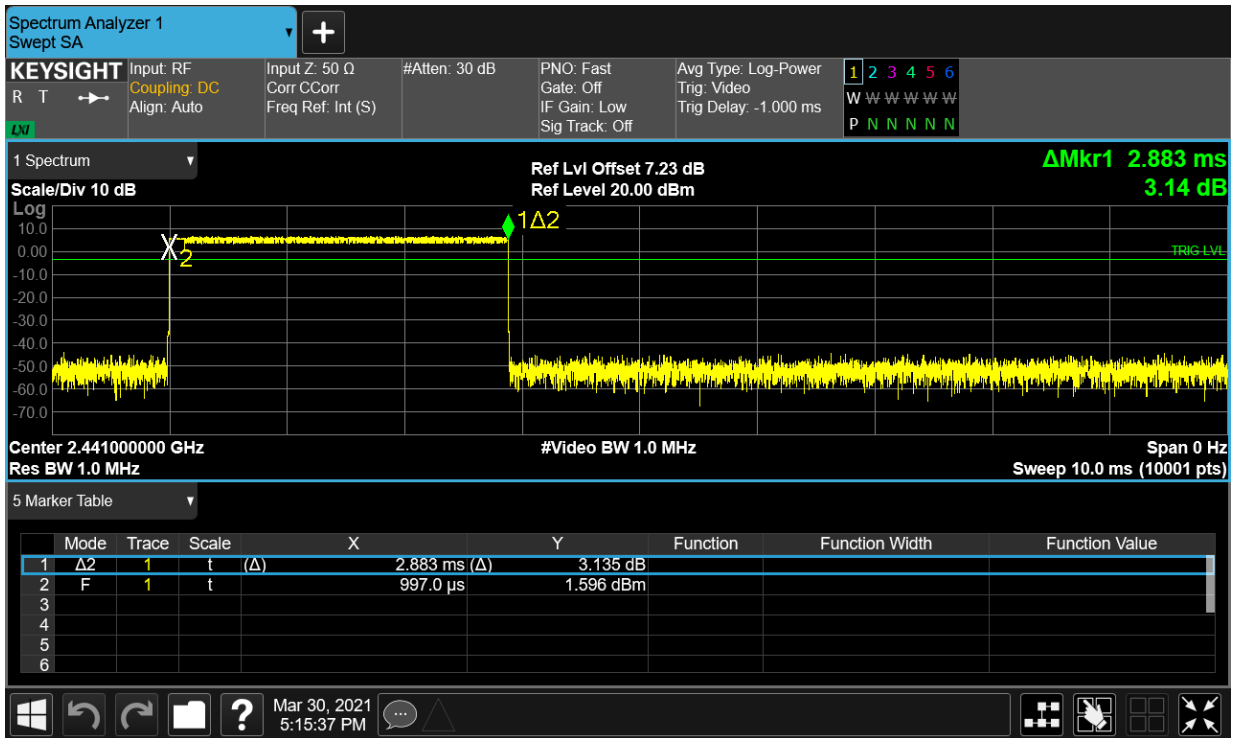 Spectrum Analyzer 1
Swept SA
+
KEYSIGHT
R T
LXI
Input: RF
Coupling: DC
Align: Auto
Input Z: 50 Ω
Corr CCorr
Freq Ref: Int (S)
#Atten: 30 dB
PNO: Fast
Gate: Off
IF Gain: Low
Sig Track: Off
Avg Type: Log-Power
Trig: Video
Trig Delay: -1.000 ms
1 2 3 4 5 6
W W W W W W
P N N N N N
1 Spectrum
Scale/Div 10 dB
Ref Lvl Offset 7.23 dB
Ref Level 20.00 dBm
ΔMkr1 2.883 ms
3.14 dB
Log
10.0
0.00
-10.0
-20.0
-30.0
-40.0
-50.0
-60.0
-70.0
2
1Δ2
TRIG LVL
Center 2.441000000 GHz
Res BW 1.0 MHz
#Video BW 1.0 MHz
Span 0 Hz
Sweep 10.0 ms (10001 pts)
5 Marker Table
Mode Trace Scale X Y Function Function Width Function Value
1 Δ2 1 t (Δ) 2.883 ms (Δ) 3.135 dB
2 F 1 t 997.0 µs 1.596 dBm
3
4
5
6
?
Mar 30, 2021
5:15:37 PM